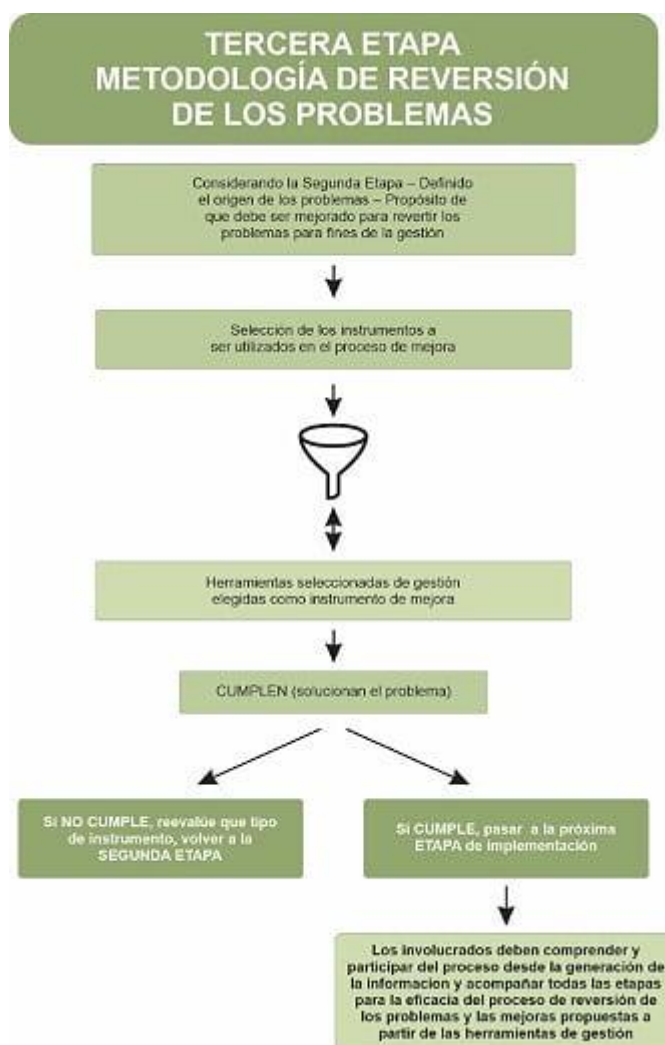 TERCERA ETAPA
METODOLOGÍA DE REVERSIÓN
DE LOS PROBLEMAS
Considerando la Segunda Etapa – Definido
el origen de los problemas – Propósito de
que debe ser mejorado para revertir los
problemas para fines de la gestión
Selección de los instrumentos a
ser utilizados en el proceso de mejora
Herramientas seleccionadas de gestión
elegidas como instrumento de mejora
CUMPLEN (solucionan el problema)
Si NO CUMPLE, reevalúe que tipo
de instrumento, volver a la
SEGUNDA ETAPA
Si CUMPLE, pasar a la próxima
ETAPA de implementación
Los involucrados deben comprender y
participar del proceso desde la generación de
la informacion y acompañar todas las etapas
para la eficacia del proceso de reversión de
los problemas y las mejoras propuestas a
partir de las herramientas de gestión